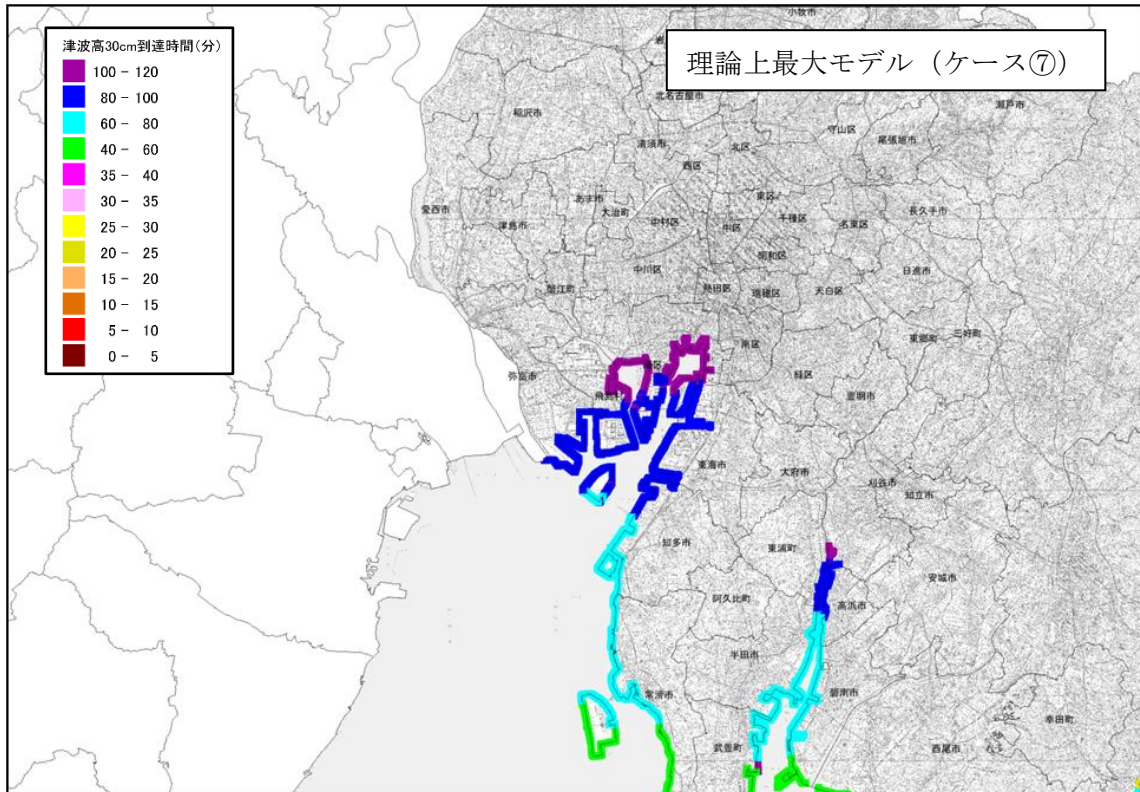 津波高30cm到達時間(分)
100 - 120
80 - 100
60 - 80
40 - 60
35 - 40
30 - 35
25 - 30
20 - 25
15 - 20
10 - 15
5 - 10
0 - 5
理論上最大モデル（ケース⑦）
小牧市
北名古屋市
瀬戸市
稲沢市
守山区
尾張旭市
清須市
北区
西区
東区
あま市
大治町
愛西市
津島市
中村区
中区
千種区
名東区
長久手市
昭和区
中川区
日進市
蟹江町
熱田区
瑞穂区
天白区
南区
東郷町
三好町
弥富市
緑区
豊明市
東海市
大府市
刈谷市
知立市
知多市
東浦町
安城市
阿久比町
高浜市
半田市
常滑市
碧南市
武豊町
西尾市
幸田町